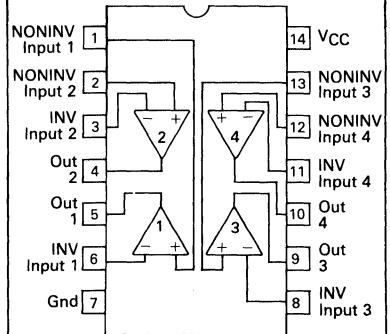 NONINV
Input 1
1
14
VCC
NONINV
Input 2
2
13
NONINV
Input 3
INV
Input 2
3
12
NONINV
Input 4
− +
2
+ −
4
Out
2
4
11
INV
Input 4
Out
1
5
10
Out
4
1
− +
3
+ −
INV
Input 1
6
9
Out
3
Gnd
7
8
INV
Input 3